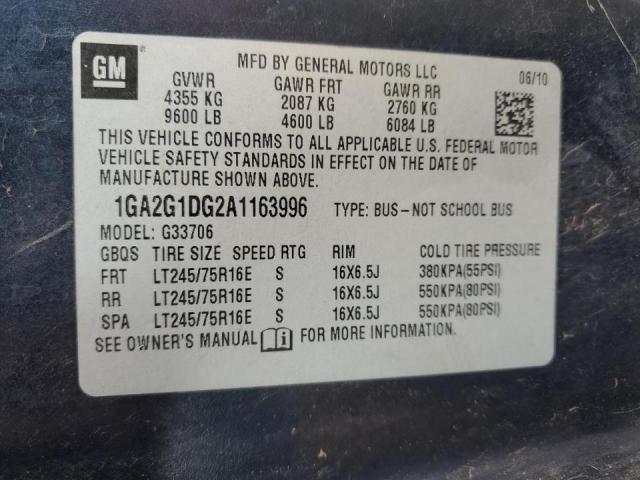 GM
MFD BY GENERAL MOTORS LLC 06/10
GVWR GAWR FRT GAWR RR
4355 KG 2087 KG 2760 KG
9600 LB 4600 LB 6084 LB
THIS VEHICLE CONFORMS TO ALL APPLICABLE U.S. FEDERAL MOTOR
VEHICLE SAFETY STANDARDS IN EFFECT ON THE DATE OF
MANUFACTURE SHOWN ABOVE.
1GA2G1DG2A1163996 TYPE: BUS-NOT SCHOOL BUS
MODEL: G33706
GBQS TIRE SIZE SPEED RTG RIM COLD TIRE PRESSURE
FRT LT245/75R16E S 16X6.5J 380KPA(55PSI)
RR LT245/75R16E S 16X6.5J 550KPA(80PSI)
SPA LT245/75R16E S 16X6.5J 550KPA(80PSI)
SEE OWNER'S MANUAL i FOR MORE INFORMATION.